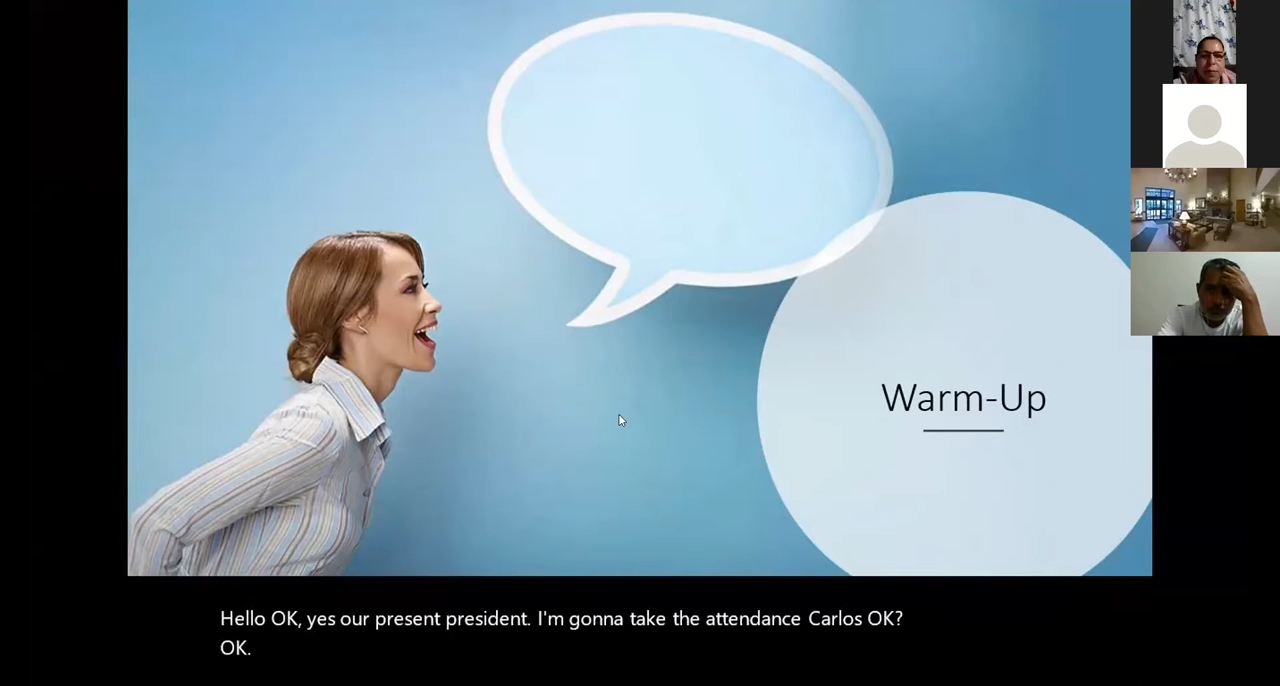 Warm-Up
Hello OK, yes our present president. I'm gonna take the attendance Carlos OK?
OK.